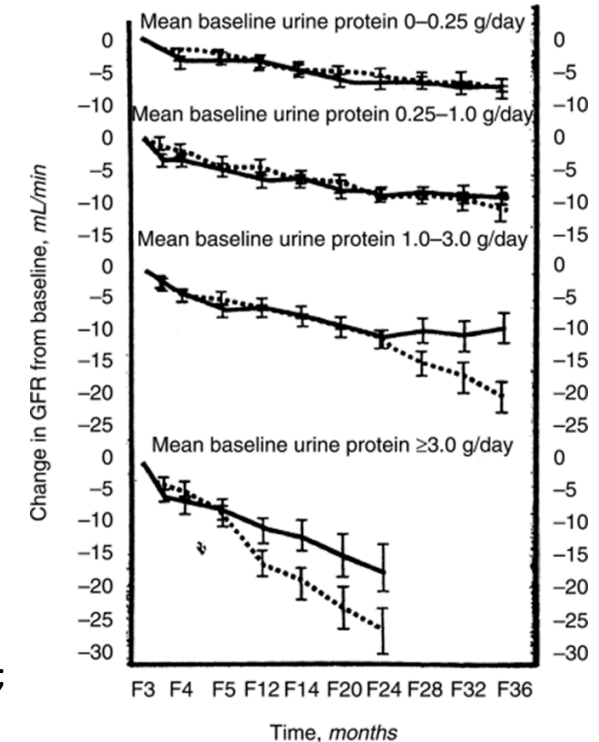 Mean baseline urine protein 0–0.25 g/day
0 0
–5 –5
–10 –10
Mean baseline urine protein 0.25–1.0 g/day
0 0
–5 –5
–10 –10
–15 –15
Mean baseline urine protein 1.0–3.0 g/day
0 0
–5 –5
–10 –10
–15 –15
–20 –20
–25 –25
Mean baseline urine protein ≥3.0 g/day
0 0
–5 –5
–10 –10
–15 –15
–20 –20
–25 –25
–30 –30
Change in GFR from baseline, mL/min
F3 F4 F5 F12 F14 F20 F24 F28 F32 F36
Time, months